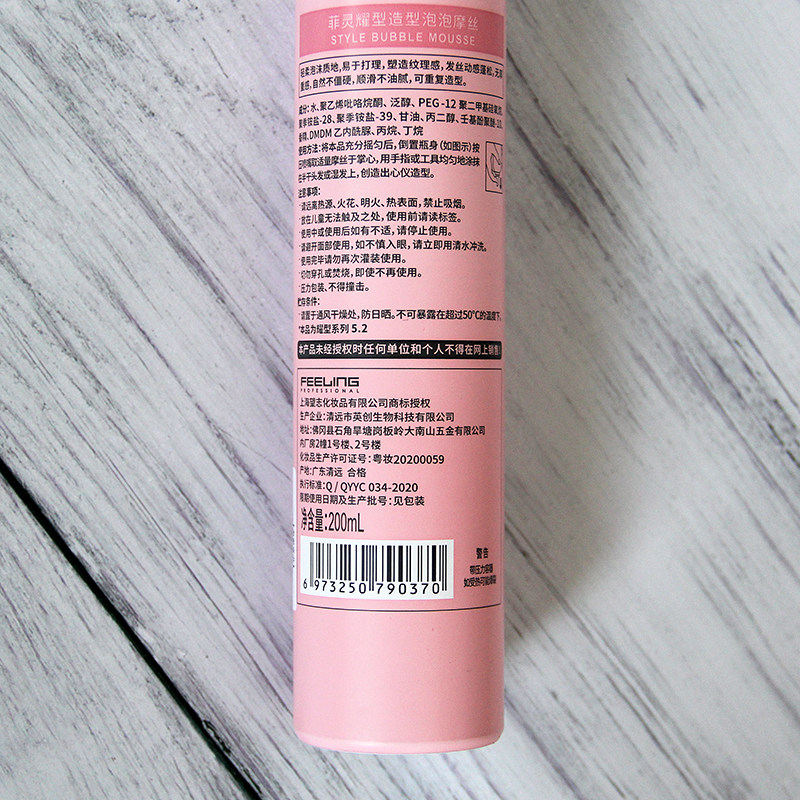 菲灵耀型造型泡泡摩丝
STYLE BUBBLE MOUSSE
轻柔泡沫质地,易于打理,塑造纹理感,发丝动感蓬松,无
重感,自然不僵硬,顺滑不油腻,可重复造型。
成分:水、聚乙烯吡咯烷酮、泛醇、PEG-12 聚二甲基硅氧烷
聚季铵盐-28、聚季铵盐-39、甘油、丙二醇、壬基酚聚醚-10
香精、DMDM 乙内酰脲、丙烷、丁烷
使用方法:将本品充分摇匀后,倒置瓶身(如图示)按
压喷嘴取适量摩丝于掌心,用手指或工具均匀地涂抹
在半干头发或湿发上,创造出心仪造型。
注意事项:
·请远离热源、火花、明火、热表面,禁止吸烟。
·放在儿童无法触及之处,使用前请读标签。
·使用中或使用后如有不适,请停止使用。
·请避开面部使用,如不慎入眼,请立即用清水冲洗。
·使用完毕请勿再次灌装使用。
·切勿穿孔或焚烧,即使不再使用。
·压力包装、不得撞击。
贮存条件:
·请置于通风干燥处,防日晒。不可暴露在超过50°C的温度下。
*本品为耀型系列 5.2
本产品未经授权时任何单位和个人不得在网上销售!
FEELING
PROFESSIONAL
上海望志化妆品有限公司商标授权
生产企业:清远市英创生物科技有限公司
地址:佛冈县石角旱塘岗板岭大南山五金有限公司
内厂房2幢1号楼、2号楼
化妆品生产许可证号:粤妆20200059
产地:广东清远 合格
执行标准:Q / QYYC 034-2020
限期使用日期及生产批号:见包装
净含量:200mL
6 973250 790370
警告
带压力容器
如受热可能爆裂